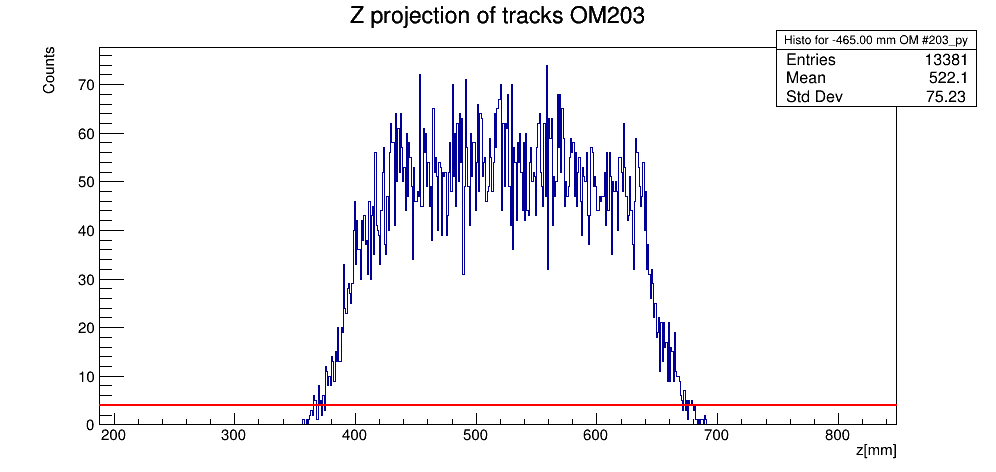 Z projection of tracks OM203
Histo for -465.00 mm OM #203_py
Entries 13381
Mean 522.1
Std Dev 75.23
Counts
70
60
50
40
30
20
10
0
200 300 400 500 600 700 800
z[mm]